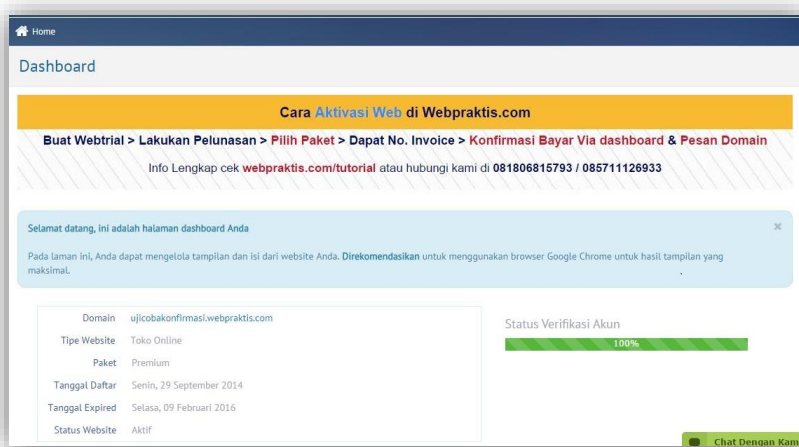 Home
Dashboard
Cara Aktivasi Web di Webpraktis.com
Buat Webtrial > Lakukan Pelunasan > Pilih Paket > Dapat No. Invoice > Konfirmasi Bayar Via dashboard & Pesan Domain
Info Lengkap cek webpraktis.com/tutorial atau hubungi kami di 081806815793 / 085711126933
Selamat datang, ini adalah halaman dashboard Anda
Pada laman ini, Anda dapat mengelola tampilan dan isi dari website Anda. Direkomendasikan untuk menggunakan browser Google Chrome untuk hasil tampilan yang
maksimal.
Domain ujicobakonfirmasi.webpraktis.com
Tipe Website Toko Online
Paket Premium
Tanggal Daftar Senin, 29 September 2014
Tanggal Expired Selasa, 09 Februari 2016
Status Website Aktif
Status Verifikasi Akun
100%
Chat Dengan Kam